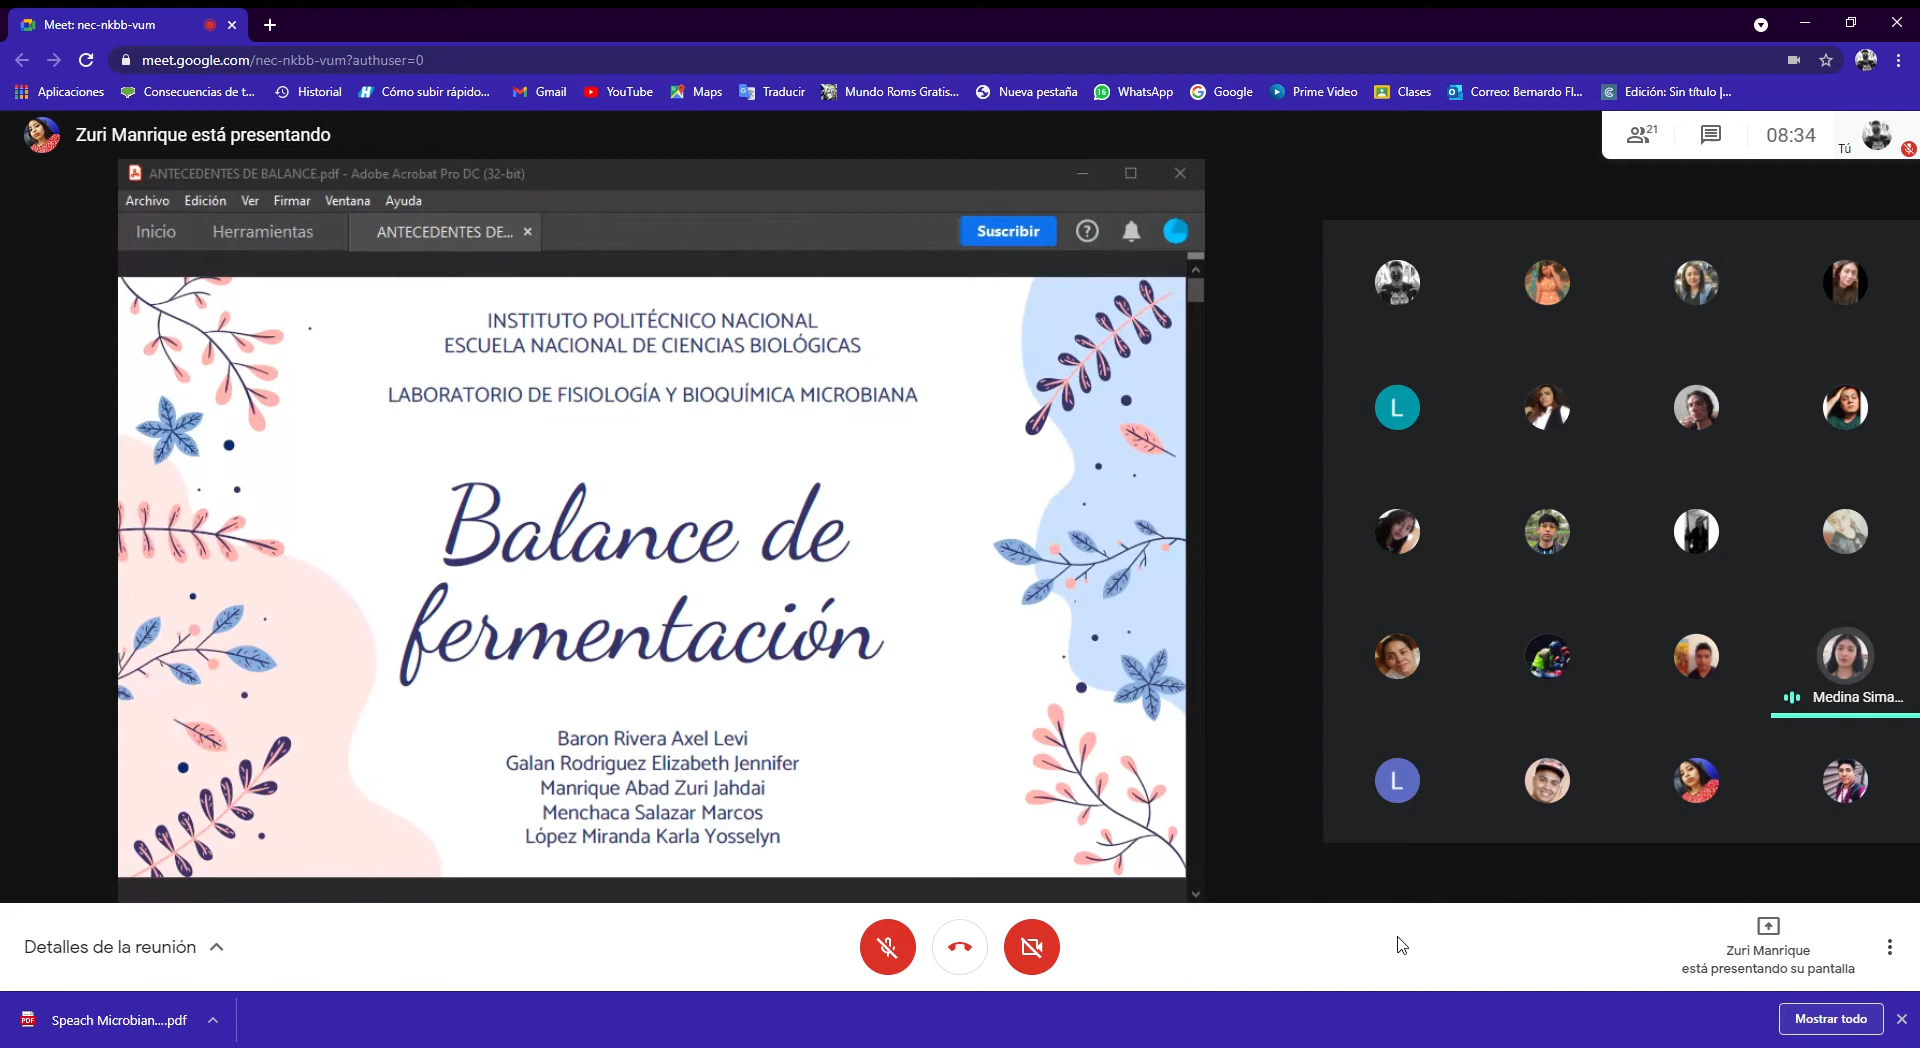 Meet: nec-nkbb-vum
meet.google.com/nec-nkbb-vum?authuser=0
Aplicaciones
Consecuencias de t...
Historial
Cómo subir rápido...
Gmail
YouTube
Maps
Traducir
Mundo Roms Gratis...
Nueva pestaña
16
WhatsApp
Google
Prime Video
Clases
Correo: Bernardo Fl...
Edición: Sin título |...
Zuri Manrique está presentando
21
08:34
Tú
ANTECEDENTES DE BALANCE.pdf - Adobe Acrobat Pro DC (32-bit)
Archivo Edición Ver Firmar Ventana Ayuda
Inicio Herramientas ANTECEDENTES DE... Suscribir
INSTITUTO POLITÉCNICO NACIONAL
ESCUELA NACIONAL DE CIENCIAS BIOLÓGICAS
LABORATORIO DE FISIOLOGÍA Y BIOQUÍMICA MICROBIANA
Balance de
fermentación
Baron Rivera Axel Levi
Galan Rodriguez Elizabeth Jennifer
Manrique Abad Zuri Jahdai
Menchaca Salazar Marcos
López Miranda Karla Yosselyn
L
Medina Sima...
L
Detalles de la reunión
Zuri Manrique
está presentando su pantalla
PDF
Speach Microbian....pdf
Mostrar todo